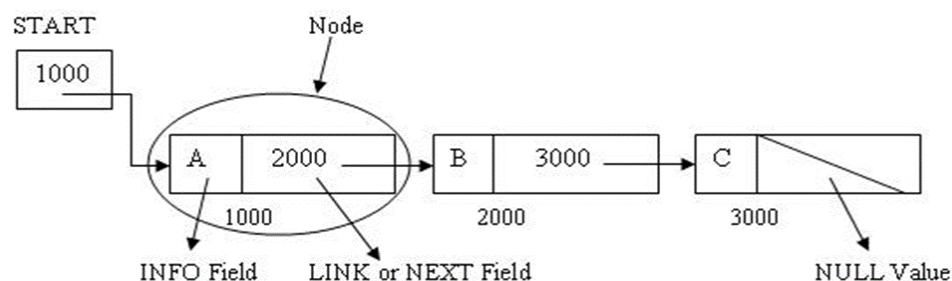 START
Node
1000
A
2000
B
3000
C
1000
2000
3000
INFO Field
LINK or NEXT Field
NULL Value